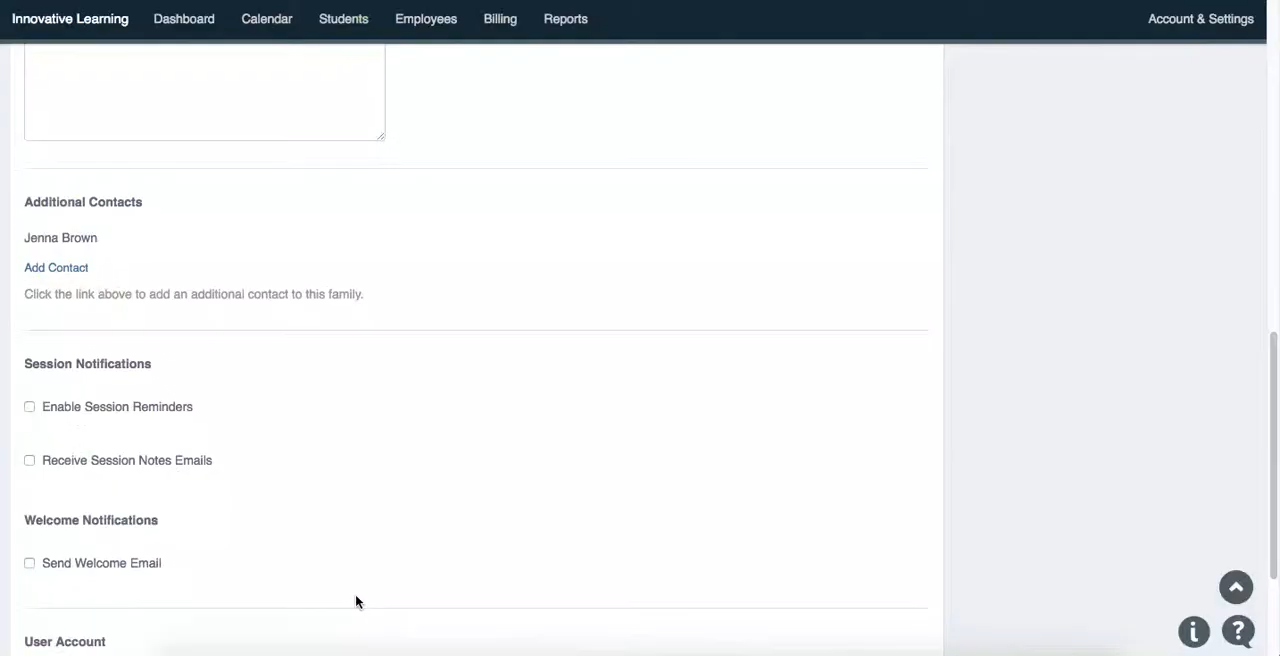 Innovative Learning Dashboard Calendar Students Employees Billing Reports Account & Settings
Additional Contacts
Jenna Brown
Add Contact
Click the link above to add an additional contact to this family.
Session Notifications
Enable Session Reminders
Receive Session Notes Emails
Welcome Notifications
Send Welcome Email
User Account